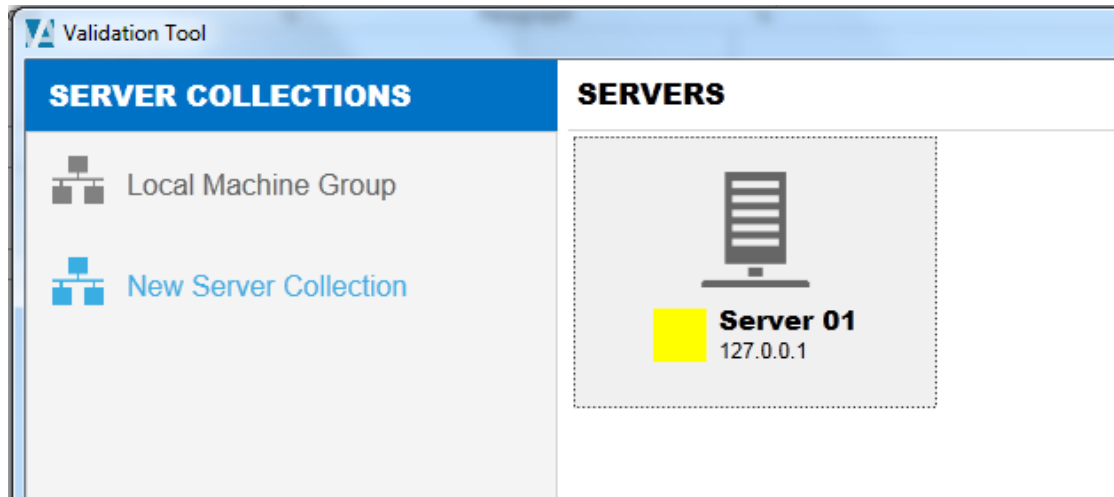 Validation Tool
SERVER COLLECTIONS
Local Machine Group
New Server Collection
SERVERS
Server 01
127.0.0.1